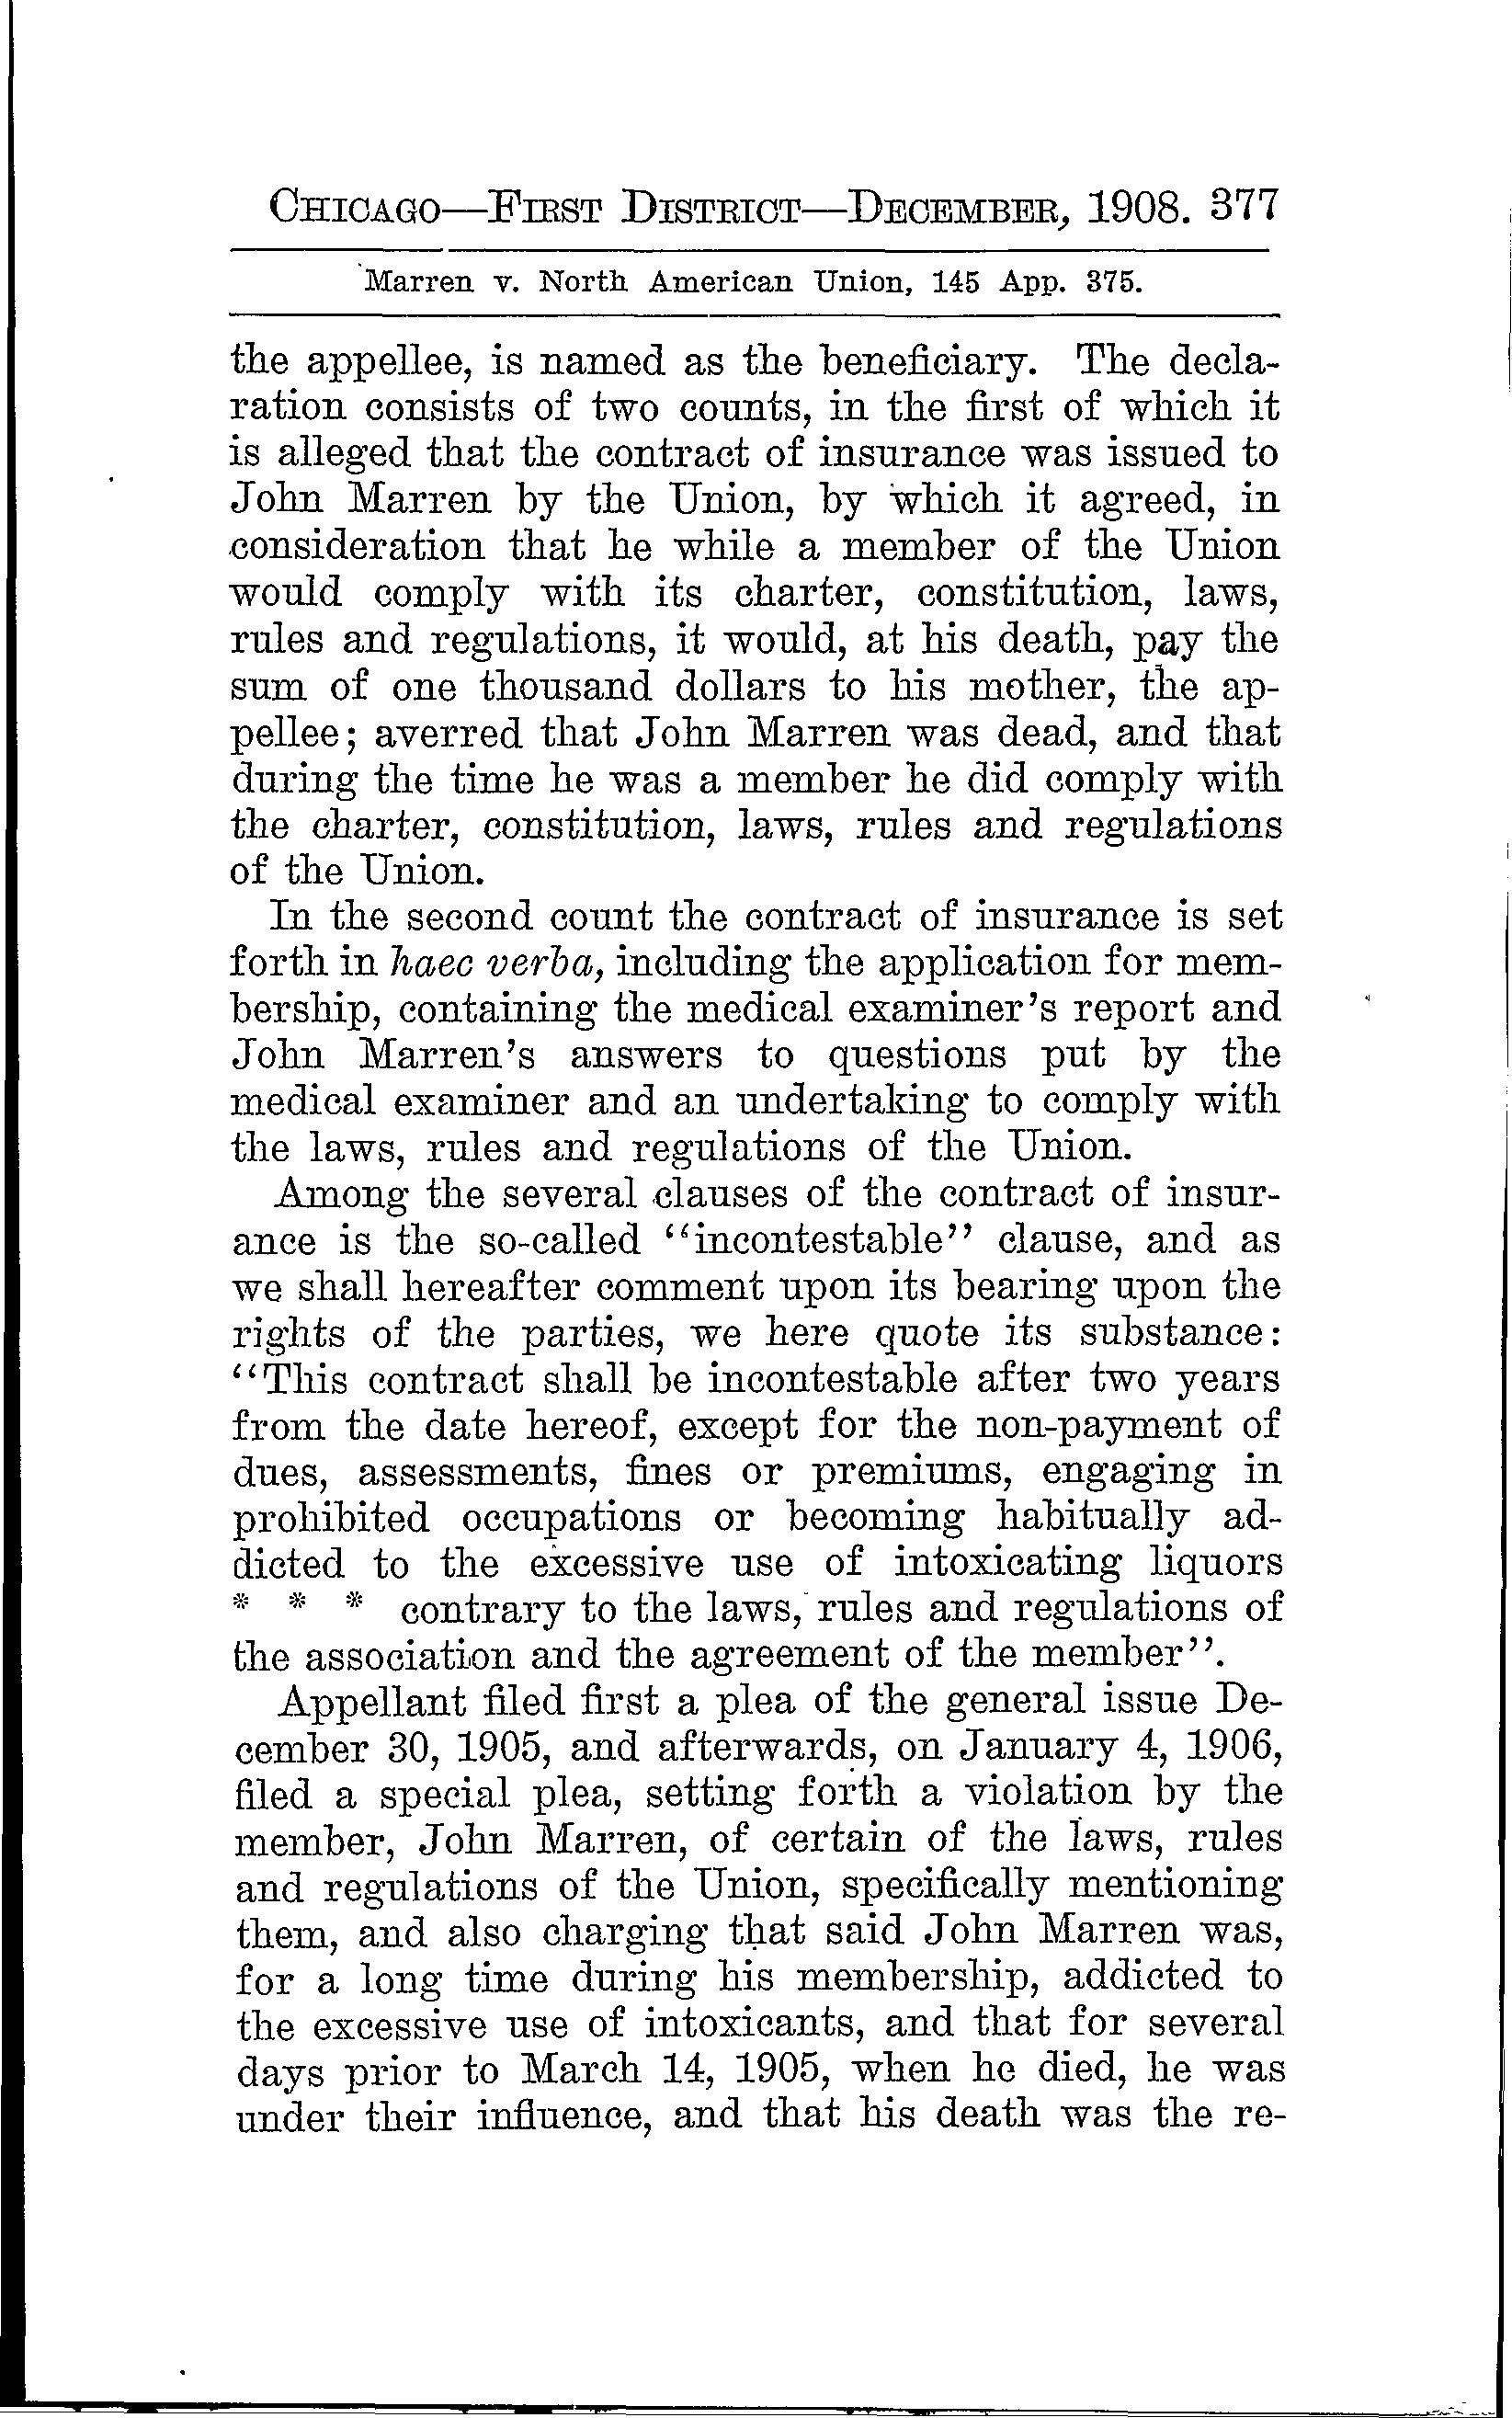 CHICAGO—FIRST DISTRICT—DECEMBER, 1908. 377
Marren v. North American Union, 145 App. 375.
the appellee, is named as the beneficiary. The decla-
ration consists of two counts, in the first of which it
is alleged that the contract of insurance was issued to
John Marren by the Union, by which it agreed, in
consideration that he while a member of the Union
would comply with its charter, constitution, laws,
rules and regulations, it would, at his death, pay the
sum of one thousand dollars to his mother, the ap-
pellee; averred that John Marren was dead, and that
during the time he was a member he did comply with
the charter, constitution, laws, rules and regulations
of the Union.
In the second count the contract of insurance is set
forth in haec verba, including the application for mem-
bership, containing the medical examiner's report and
John Marren's answers to questions put by the
medical examiner and an undertaking to comply with
the laws, rules and regulations of the Union.
Among the several clauses of the contract of insur-
ance is the so-called "incontestable" clause, and as
we shall hereafter comment upon its bearing upon the
rights of the parties, we here quote its substance:
"This contract shall be incontestable after two years
from the date hereof, except for the non-payment of
dues, assessments, fines or premiums, engaging in
prohibited occupations or becoming habitually ad-
dicted to the excessive use of intoxicating liquors
* * * contrary to the laws, rules and regulations of
the association and the agreement of the member".
Appellant filed first a plea of the general issue De-
cember 30, 1905, and afterwards, on January 4, 1906,
filed a special plea, setting forth a violation by the
member, John Marren, of certain of the laws, rules
and regulations of the Union, specifically mentioning
them, and also charging that said John Marren was,
for a long time during his membership, addicted to
the excessive use of intoxicants, and that for several
days prior to March 14, 1905, when he died, he was
under their influence, and that his death was the re-